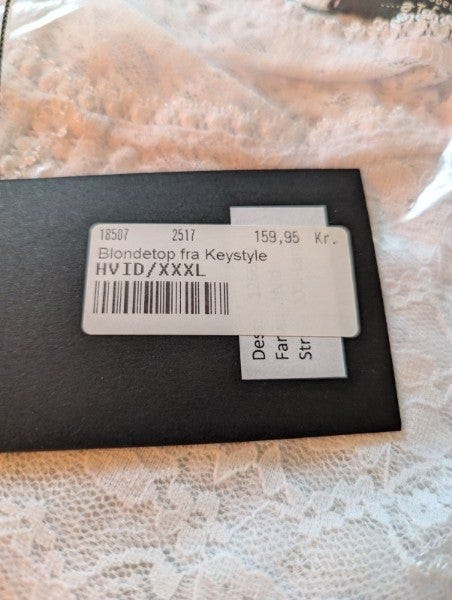 18507 2517 159,95 Kr.
Blondetop fra Keystyle
HVID/XXXL
Des
Far
Str